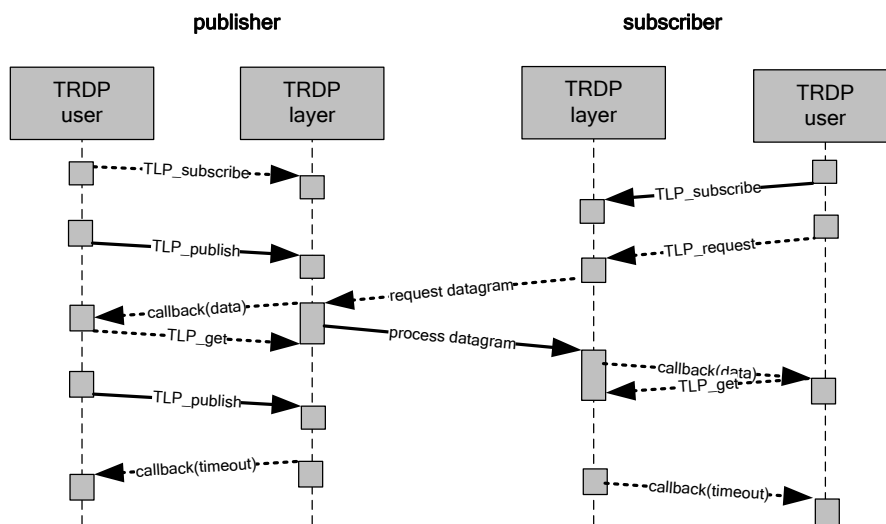 publisher
subscriber
TRDP
user
TRDP
layer
TRDP
layer
TRDP
user
TLP_subscribe
TLP_subscribe
TLP_publish
TLP_request
request datagram
callback(data)
TLP_get
process datagram
callback(data)
TLP_get
TLP_publish
callback(timeout)
callback(timeout)